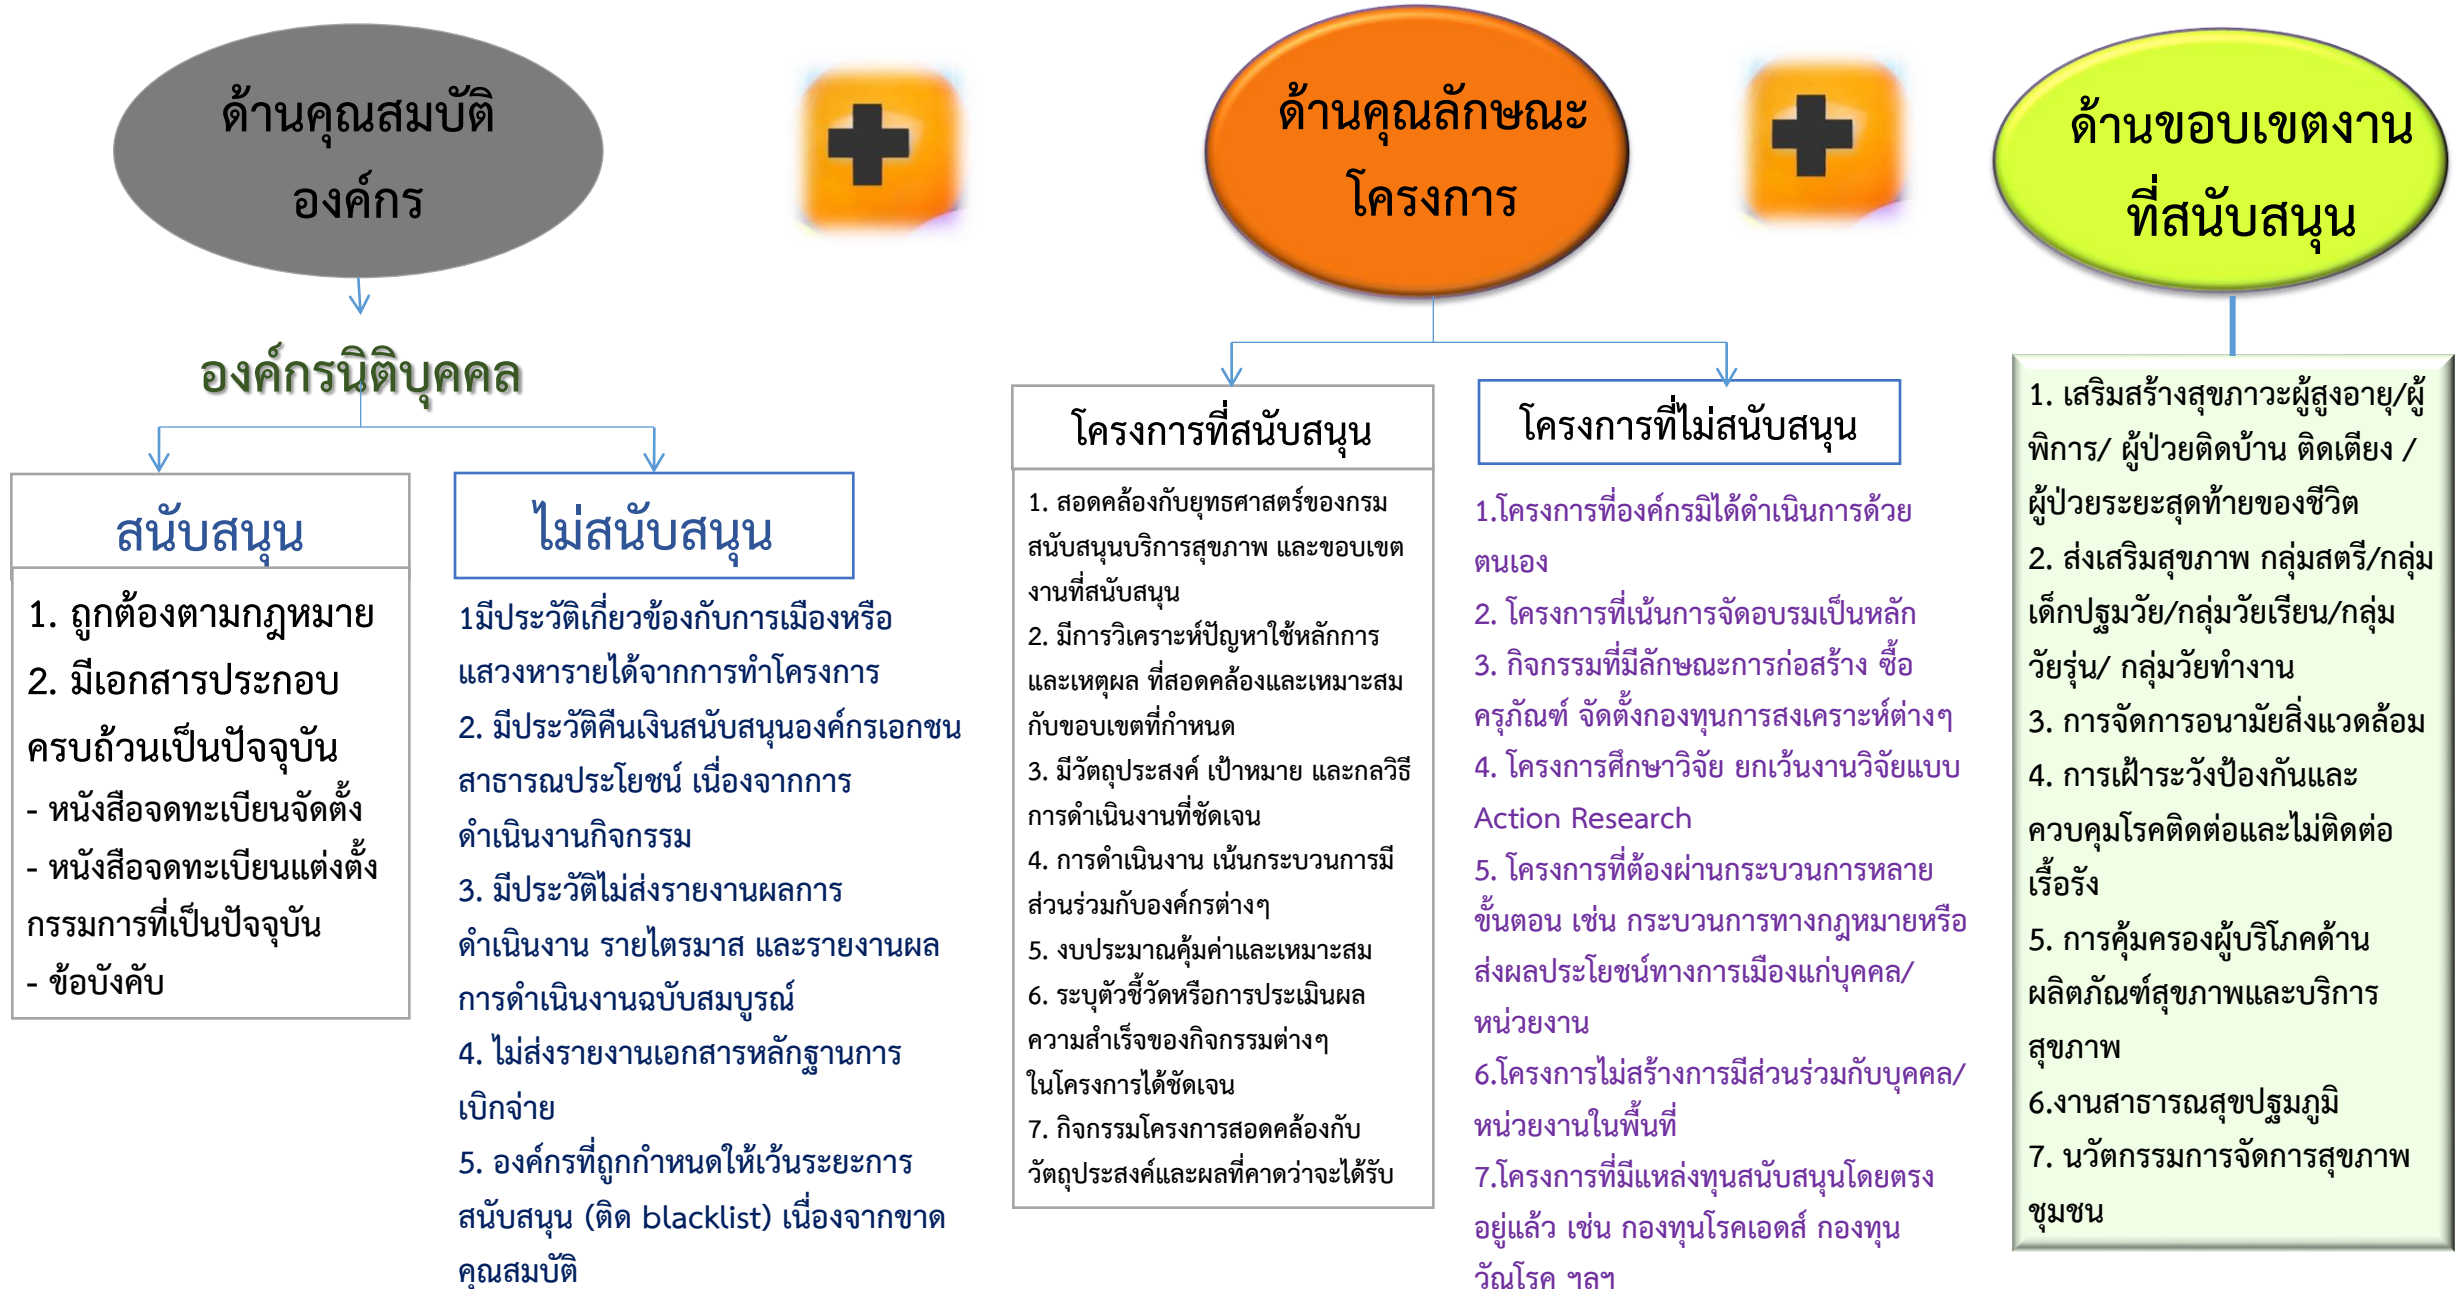 ด้านคุณสมบัติ
องค์กร
ด้านคุณลักษณะ
โครงการ
ด้านขอบเขตงาน
ที่สนับสนุน
องค์กรนิติบุคคล
สนับสนุน
1. ถูกต้องตามกฎหมาย
2. มีเอกสารประกอบ
ครบถ้วนเป็นปัจจุบัน
- หนังสือจดทะเบียนจัดตั้ง
- หนังสือจดทะเบียนแต่งตั้ง
กรรมการที่เป็นปัจจุบัน
- ข้อบังคับ
ไม่สนับสนุน
1มีประวัติเกี่ยวข้องกับการเมืองหรือ
แสวงหารายได้จากการทำโครงการ
2. มีประวัติคืนเงินสนับสนุนองค์กรเอกชน
สาธารณประโยชน์ เนื่องจากการ
ดำเนินงานกิจกรรม
3. มีประวัติไม่ส่งรายงานผลการ
ดำเนินงาน รายไตรมาส และรายงานผล
การดำเนินงานฉบับสมบูรณ์
4. ไม่ส่งรายงานเอกสารหลักฐานการ
เบิกจ่าย
5. องค์กรที่ถูกกำหนดให้เว้นระยะการ
สนับสนุน (ติด blacklist) เนื่องจากขาด
คุณสมบัติ
โครงการที่สนับสนุน
1. สอดคล้องกับยุทธศาสตร์ของกรม
สนับสนุนบริการสุขภาพ และขอบเขต
งานที่สนับสนุน
2. มีการวิเคราะห์ปัญหาใช้หลักการ
และเหตุผล ที่สอดคล้องและเหมาะสม
กับขอบเขตที่กำหนด
3. มีวัตถุประสงค์ เป้าหมาย และกลวิธี
การดำเนินงานที่ชัดเจน
4. การดำเนินงาน เน้นกระบวนการมี
ส่วนร่วมกับองค์กรต่างๆ
5. งบประมาณคุ้มค่าและเหมาะสม
6. ระบุตัวชี้วัดหรือการประเมินผล
ความสำเร็จของกิจกรรมต่างๆ
ในโครงการได้ชัดเจน
7. กิจกรรมโครงการสอดคล้องกับ
วัตถุประสงค์และผลที่คาดว่าจะได้รับ
โครงการที่ไม่สนับสนุน
1.โครงการที่องค์กรมิได้ดำเนินการด้วย
ตนเอง
2. โครงการที่เน้นการจัดอบรมเป็นหลัก
3. กิจกรรมที่มีลักษณะการก่อสร้าง ซื้อ
ครุภัณฑ์ จัดตั้งกองทุนการสงเคราะห์ต่างๆ
4. โครงการศึกษาวิจัย ยกเว้นงานวิจัยแบบ
Action Research
5. โครงการที่ต้องผ่านกระบวนการหลาย
ขั้นตอน เช่น กระบวนการทางกฎหมายหรือ
ส่งผลประโยชน์ทางการเมืองแก่บุคคล/
หน่วยงาน
6.โครงการไม่สร้างการมีส่วนร่วมกับบุคคล/
หน่วยงานในพื้นที่
7.โครงการที่มีแหล่งทุนสนับสนุนโดยตรง
อยู่แล้ว เช่น กองทุนโรคเอดส์ กองทุน
วัณโรค ฯลฯ
1. เสริมสร้างสุขภาวะผู้สูงอายุ/ผู้
พิการ/ ผู้ป่วยติดบ้าน ติดเตียง /
ผู้ป่วยระยะสุดท้ายของชีวิต
2. ส่งเสริมสุขภาพ กลุ่มสตรี/กลุ่ม
เด็กปฐมวัย/กลุ่มวัยเรียน/กลุ่ม
วัยรุ่น/ กลุ่มวัยทำงาน
3. การจัดการอนามัยสิ่งแวดล้อม
4. การเฝ้าระวังป้องกันและ
ควบคุมโรคติดต่อและไม่ติดต่อ
เรื้อรัง
5. การคุ้มครองผู้บริโภคด้าน
ผลิตภัณฑ์สุขภาพและบริการ
สุขภาพ
6.งานสาธารณสุขปฐมภูมิ
7. นวัตกรรมการจัดการสุขภาพ
ชุมชน